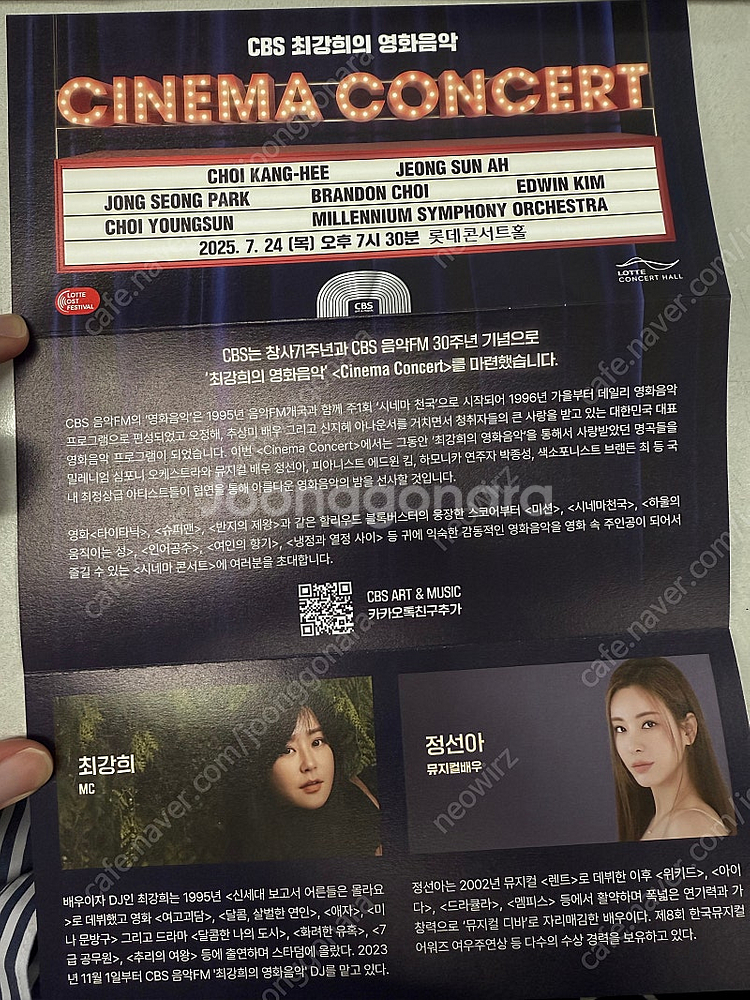 CBS 최강희의 영화음악
CINEMA CONCERT
CHOI KANG-HEE JEONG SUN AH
JONG SEONG PARK BRANDON CHOI EDWIN KIM
CHOI YOUNGSUN MILLENNIUM SYMPHONY ORCHESTRA
2025. 7. 24 (목) 오후 7시 30분 롯데콘서트홀
LOTTE
OST
FESTIVAL
CBS
LOTTE
CONCERT HALL
CBS는 창사71주년과 CBS 음악FM 30주년 기념으로
'최강희의 영화음악' <Cinema Concert>를 마련했습니다.
CBS 음악FM의 '영화음악'은 1995년 음악FM개국과 함께 주1회 '시네마 천국'으로 시작되어 1996년 가을부터 데일리 영화음악
프로그램으로 편성되었고 오정해, 추상미 배우 그리고 신지혜 아나운서를 거치면서 청취자들의 큰 사랑을 받고 있는 대한민국 대표
영화음악 프로그램이 되었습니다. 이번 <Cinema Concert>에서는 그동안 '최강희의 영화음악'을 통해서 사랑받았던 명곡들을
밀레니엄 심포니 오케스트라와 뮤지컬 배우 정선아, 피아니스트 에드윈 킴, 하모니카 연주자 박종성, 색소포니스트 브랜든 최 등 국
내 최정상급 아티스트들이 협연을 통해 아름다운 영화음악의 밤을 선사할 것입니다.
영화<타이타닉>, <슈퍼맨>, <반지의 제왕>과 같은 할리우드 블록버스터의 웅장한 스코어부터 <미션>, <시네마천국>, <하울의
움직이는 성>, <인어공주>, <여인의 향기>, <냉정과 열정 사이> 등 귀에 익숙한 감동적인 영화음악을 영화 속 주인공이 되어서
즐길 수 있는 <시네마 콘서트>에 여러분을 초대합니다.
CBS ART & MUSIC
카카오톡친구추가
최강희
MC
정선아
뮤지컬배우
배우이자 DJ인 최강희는 1995년 <신세대 보고서 어른들은 몰라요
>로 데뷔했고 영화 <여고괴담>, <달콤, 살벌한 연인>, <애자>, <미
나 문방구> 그리고 드라마 <달콤한 나의 도시>, <화려한 유혹>, <7
급 공무원>, <추리의 여왕> 등에 출연하며 스타덤에 올랐다. 2023
년 11월 1일부터 CBS 음악FM '최강희의 영화음악' DJ를 맡고 있다.
정선아는 2002년 뮤지컬 <렌트>로 데뷔한 이후 <위키드>, <아이
다>, <드라큘라>, <멤피스> 등에서 활약하며 폭넓은 연기력과 가
창력으로 '뮤지컬 디바'로 자리매김한 배우이다. 제8회 한국뮤지컬
어워즈 여우주연상 등 다수의 수상 경력을 보유하고 있다.
Joonggonara
cafe.naver.com/joonggonara
neowirz